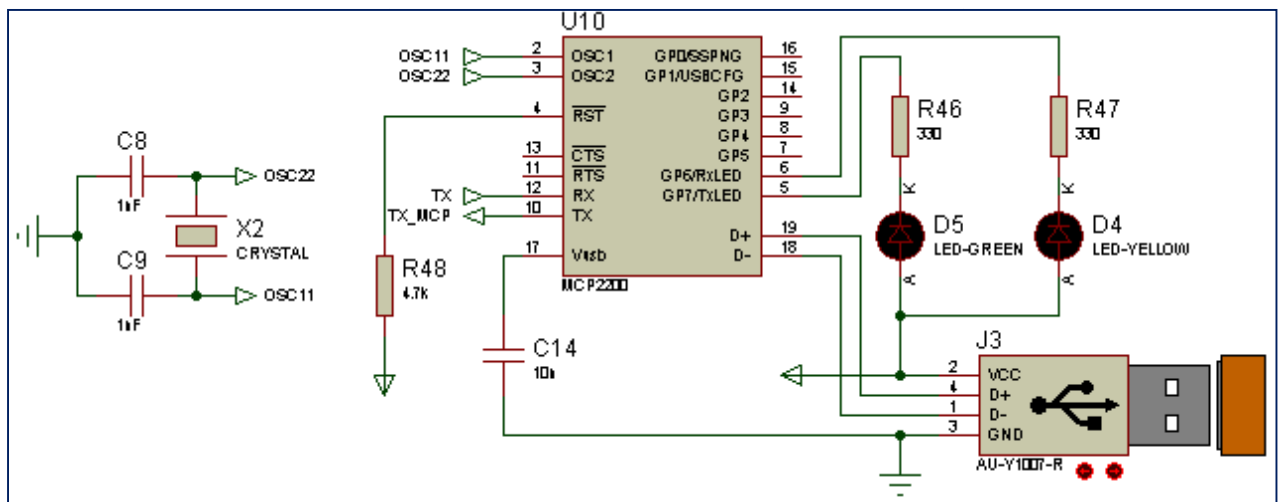 U10
OSC11
2
OSC1
GP0/SSPNG
16
OSC22
3
OSC2
GP1/USBCFG
15
GP2
14
4
RST
GP3
9
GP4
8
13
CTS
GP5
7
11
RTS
GP6/RxLED
6
TX
12
RX
GP7/TxLED
5
TX_MCP
10
TX
D+
19
17
Vusb
D-
18
MCP2200
C8
1nF
OSC22
X2
CRYSTAL
C9
1nF
OSC11
R48
4.7k
C14
10n
R46
330
R47
330
K
K
D5
LED-GREEN
D4
LED-YELLOW
A
A
J3
2
VCC
4
D+
1
D-
3
GND
AU-Y1007-R